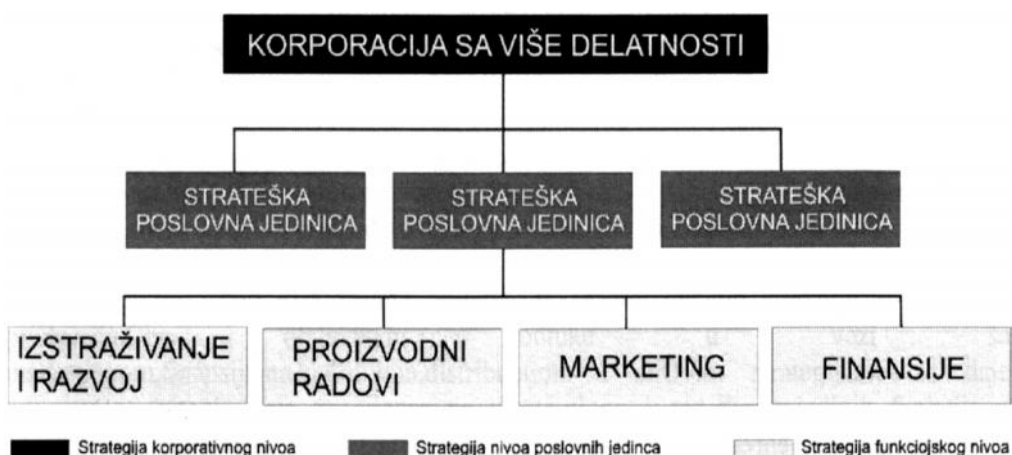 KORPORACIJA SA VIŠE DELATNOSTI
STRATEŠKA
POSLOVNA JEDINICA
STRATEŠKA
POSLOVNA JEDINICA
STRATEŠKA
POSLOVNA JEDINICA
IZSTRAŽIVANJE
I RAZVOJ
PROIZVODNI
RADOVI
MARKETING
FINANSIJE
Strategija korporativnog nivoa
Strategija nivoa poslovnih jedinca
Strategija funkciojskog nivoa